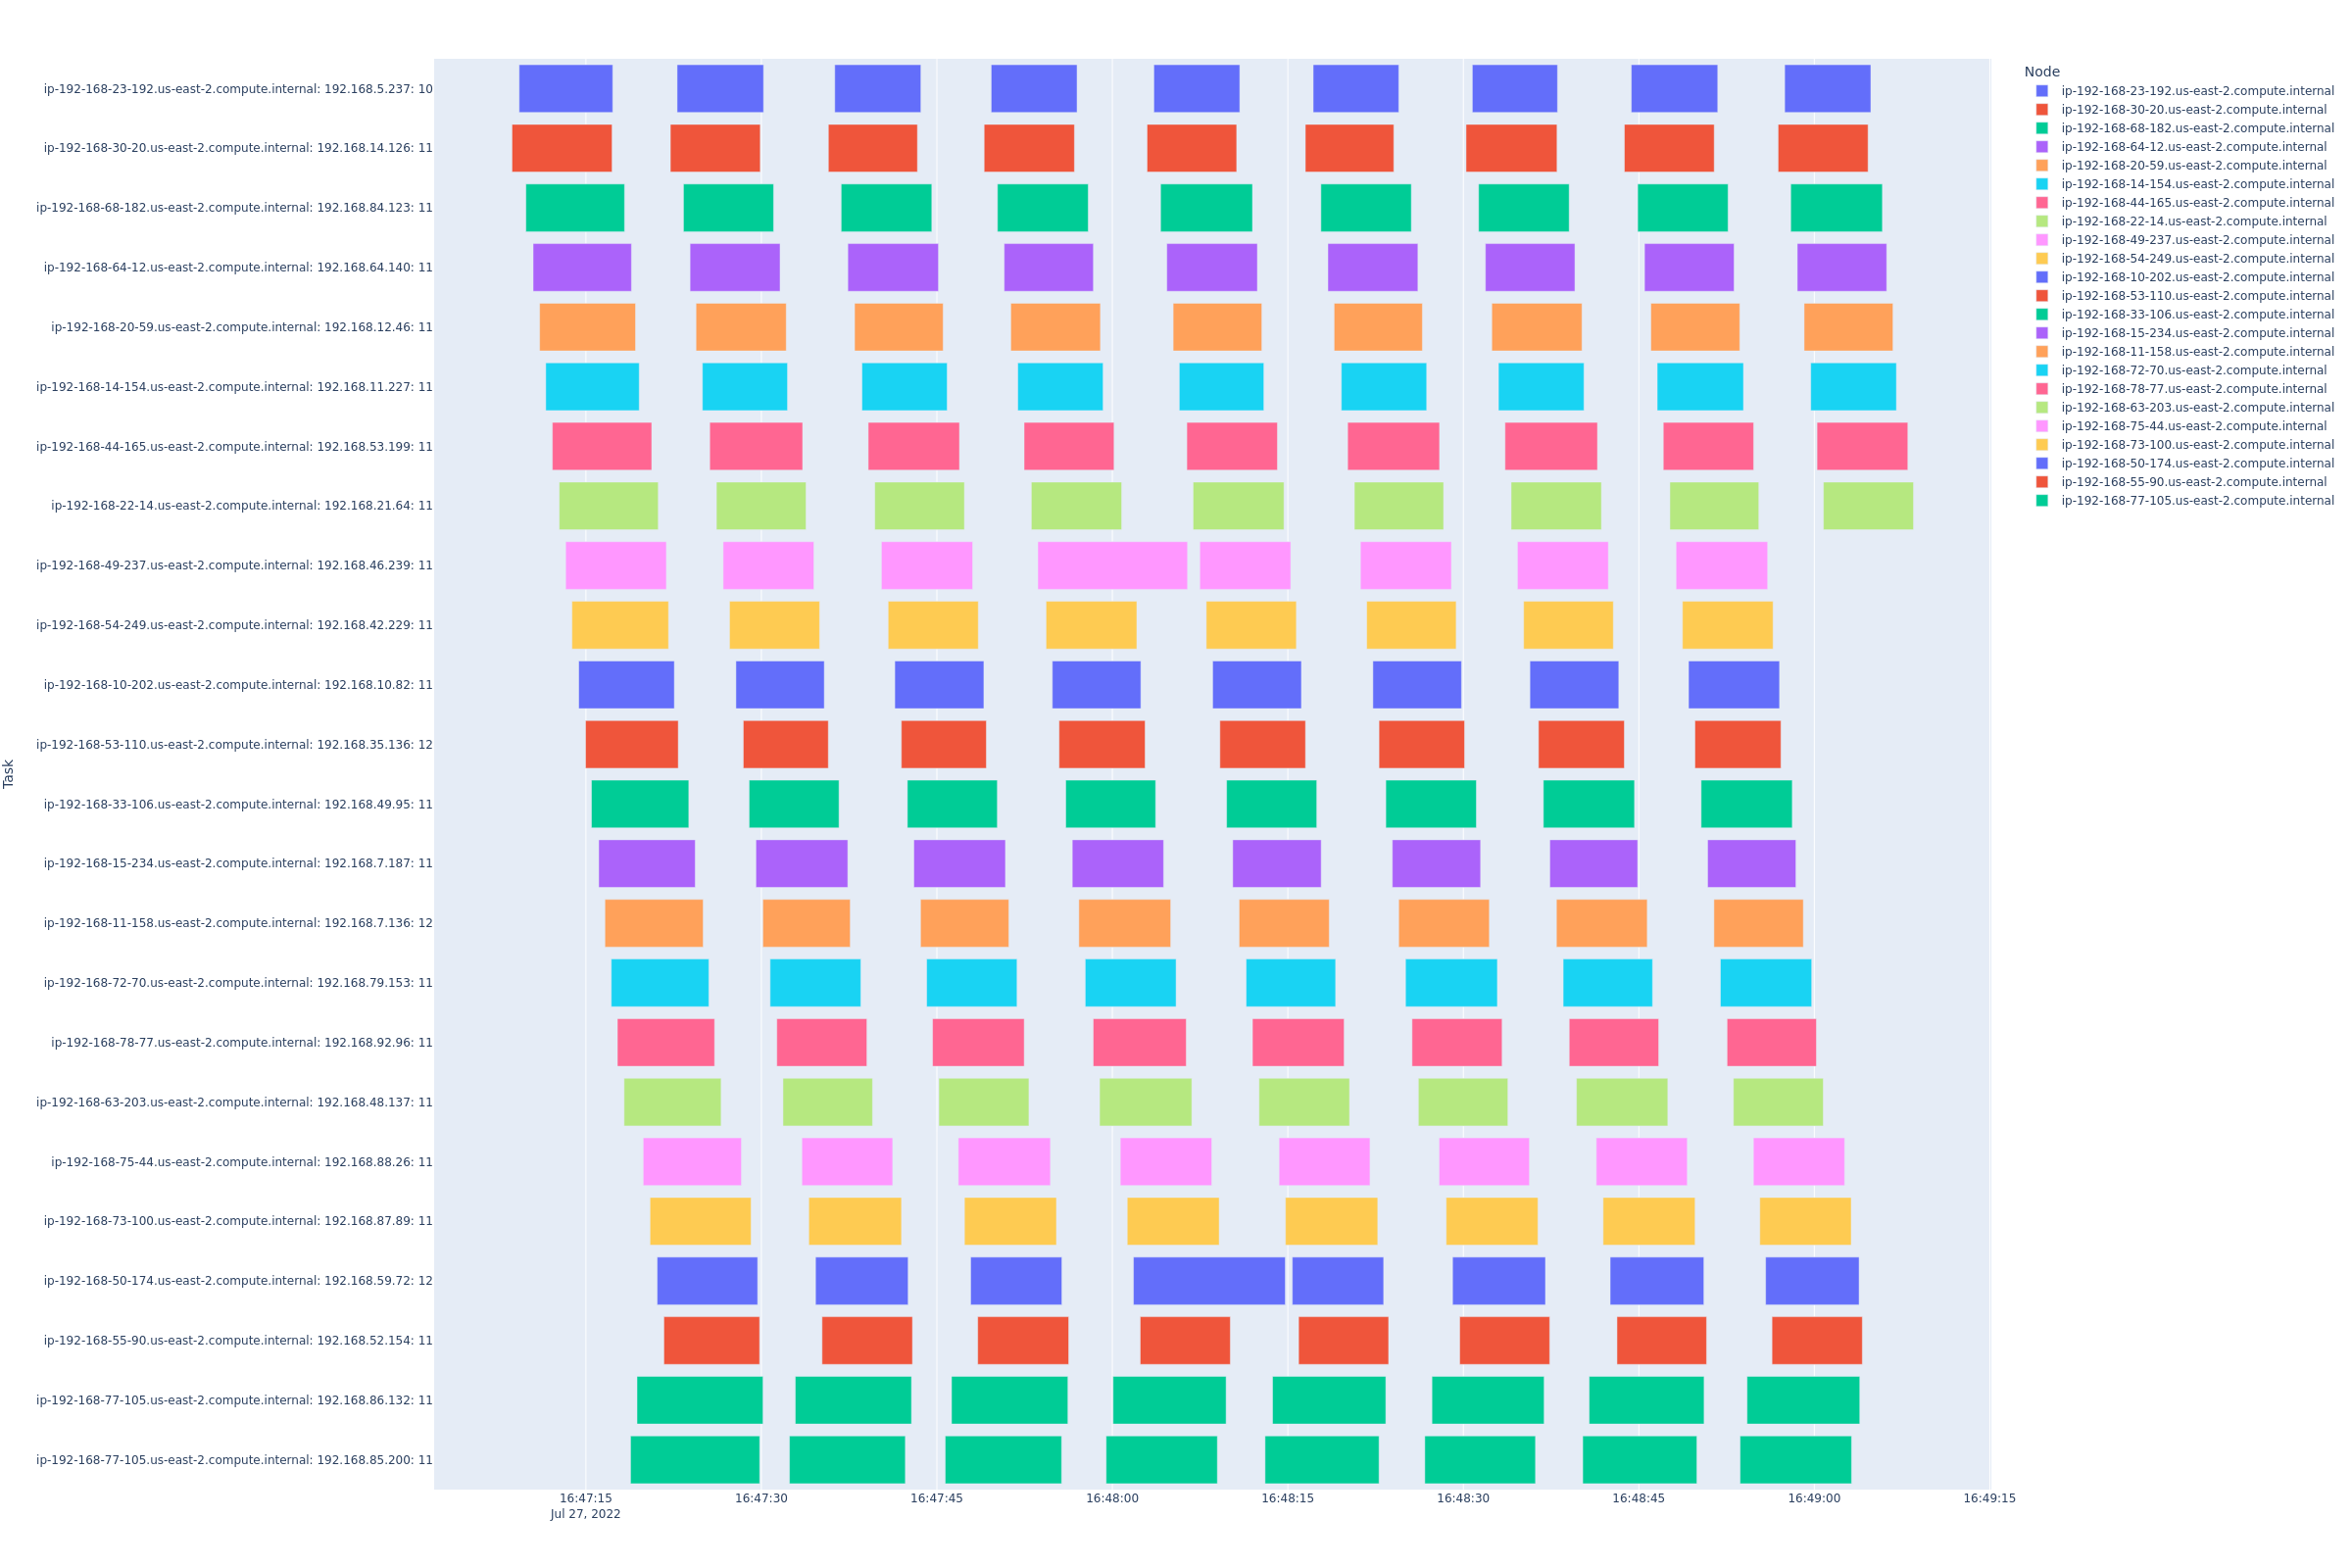 ip-192-168-23-192.us-east-2.compute.internal: 192.168.5.237: 10
ip-192-168-30-20.us-east-2.compute.internal: 192.168.14.126: 11
ip-192-168-68-182.us-east-2.compute.internal: 192.168.84.123: 11
ip-192-168-64-12.us-east-2.compute.internal: 192.168.64.140: 11
ip-192-168-20-59.us-east-2.compute.internal: 192.168.12.46: 11
ip-192-168-14-154.us-east-2.compute.internal: 192.168.11.227: 11
ip-192-168-44-165.us-east-2.compute.internal: 192.168.53.199: 11
ip-192-168-22-14.us-east-2.compute.internal: 192.168.21.64: 11
ip-192-168-49-237.us-east-2.compute.internal: 192.168.46.239: 11
ip-192-168-54-249.us-east-2.compute.internal: 192.168.42.229: 11
ip-192-168-10-202.us-east-2.compute.internal: 192.168.10.82: 11
ip-192-168-53-110.us-east-2.compute.internal: 192.168.35.136: 12
ip-192-168-33-106.us-east-2.compute.internal: 192.168.49.95: 11
ip-192-168-15-234.us-east-2.compute.internal: 192.168.7.187: 11
ip-192-168-11-158.us-east-2.compute.internal: 192.168.7.136: 12
ip-192-168-72-70.us-east-2.compute.internal: 192.168.79.153: 11
ip-192-168-78-77.us-east-2.compute.internal: 192.168.92.96: 11
ip-192-168-63-203.us-east-2.compute.internal: 192.168.48.137: 11
ip-192-168-75-44.us-east-2.compute.internal: 192.168.88.26: 11
ip-192-168-73-100.us-east-2.compute.internal: 192.168.87.89: 11
ip-192-168-50-174.us-east-2.compute.internal: 192.168.59.72: 12
ip-192-168-55-90.us-east-2.compute.internal: 192.168.52.154: 11
ip-192-168-77-105.us-east-2.compute.internal: 192.168.86.132: 11
ip-192-168-77-105.us-east-2.compute.internal: 192.168.85.200: 11
Task
16:47:15 16:47:30 16:47:45 16:48:00 16:48:15 16:48:30 16:48:45 16:49:00 16:49:15
Jul 27, 2022
Node
ip-192-168-23-192.us-east-2.compute.internal
ip-192-168-30-20.us-east-2.compute.internal
ip-192-168-68-182.us-east-2.compute.internal
ip-192-168-64-12.us-east-2.compute.internal
ip-192-168-20-59.us-east-2.compute.internal
ip-192-168-14-154.us-east-2.compute.internal
ip-192-168-44-165.us-east-2.compute.internal
ip-192-168-22-14.us-east-2.compute.internal
ip-192-168-49-237.us-east-2.compute.internal
ip-192-168-54-249.us-east-2.compute.internal
ip-192-168-10-202.us-east-2.compute.internal
ip-192-168-53-110.us-east-2.compute.internal
ip-192-168-33-106.us-east-2.compute.internal
ip-192-168-15-234.us-east-2.compute.internal
ip-192-168-11-158.us-east-2.compute.internal
ip-192-168-72-70.us-east-2.compute.internal
ip-192-168-78-77.us-east-2.compute.internal
ip-192-168-63-203.us-east-2.compute.internal
ip-192-168-75-44.us-east-2.compute.internal
ip-192-168-73-100.us-east-2.compute.internal
ip-192-168-50-174.us-east-2.compute.internal
ip-192-168-55-90.us-east-2.compute.internal
ip-192-168-77-105.us-east-2.compute.internal